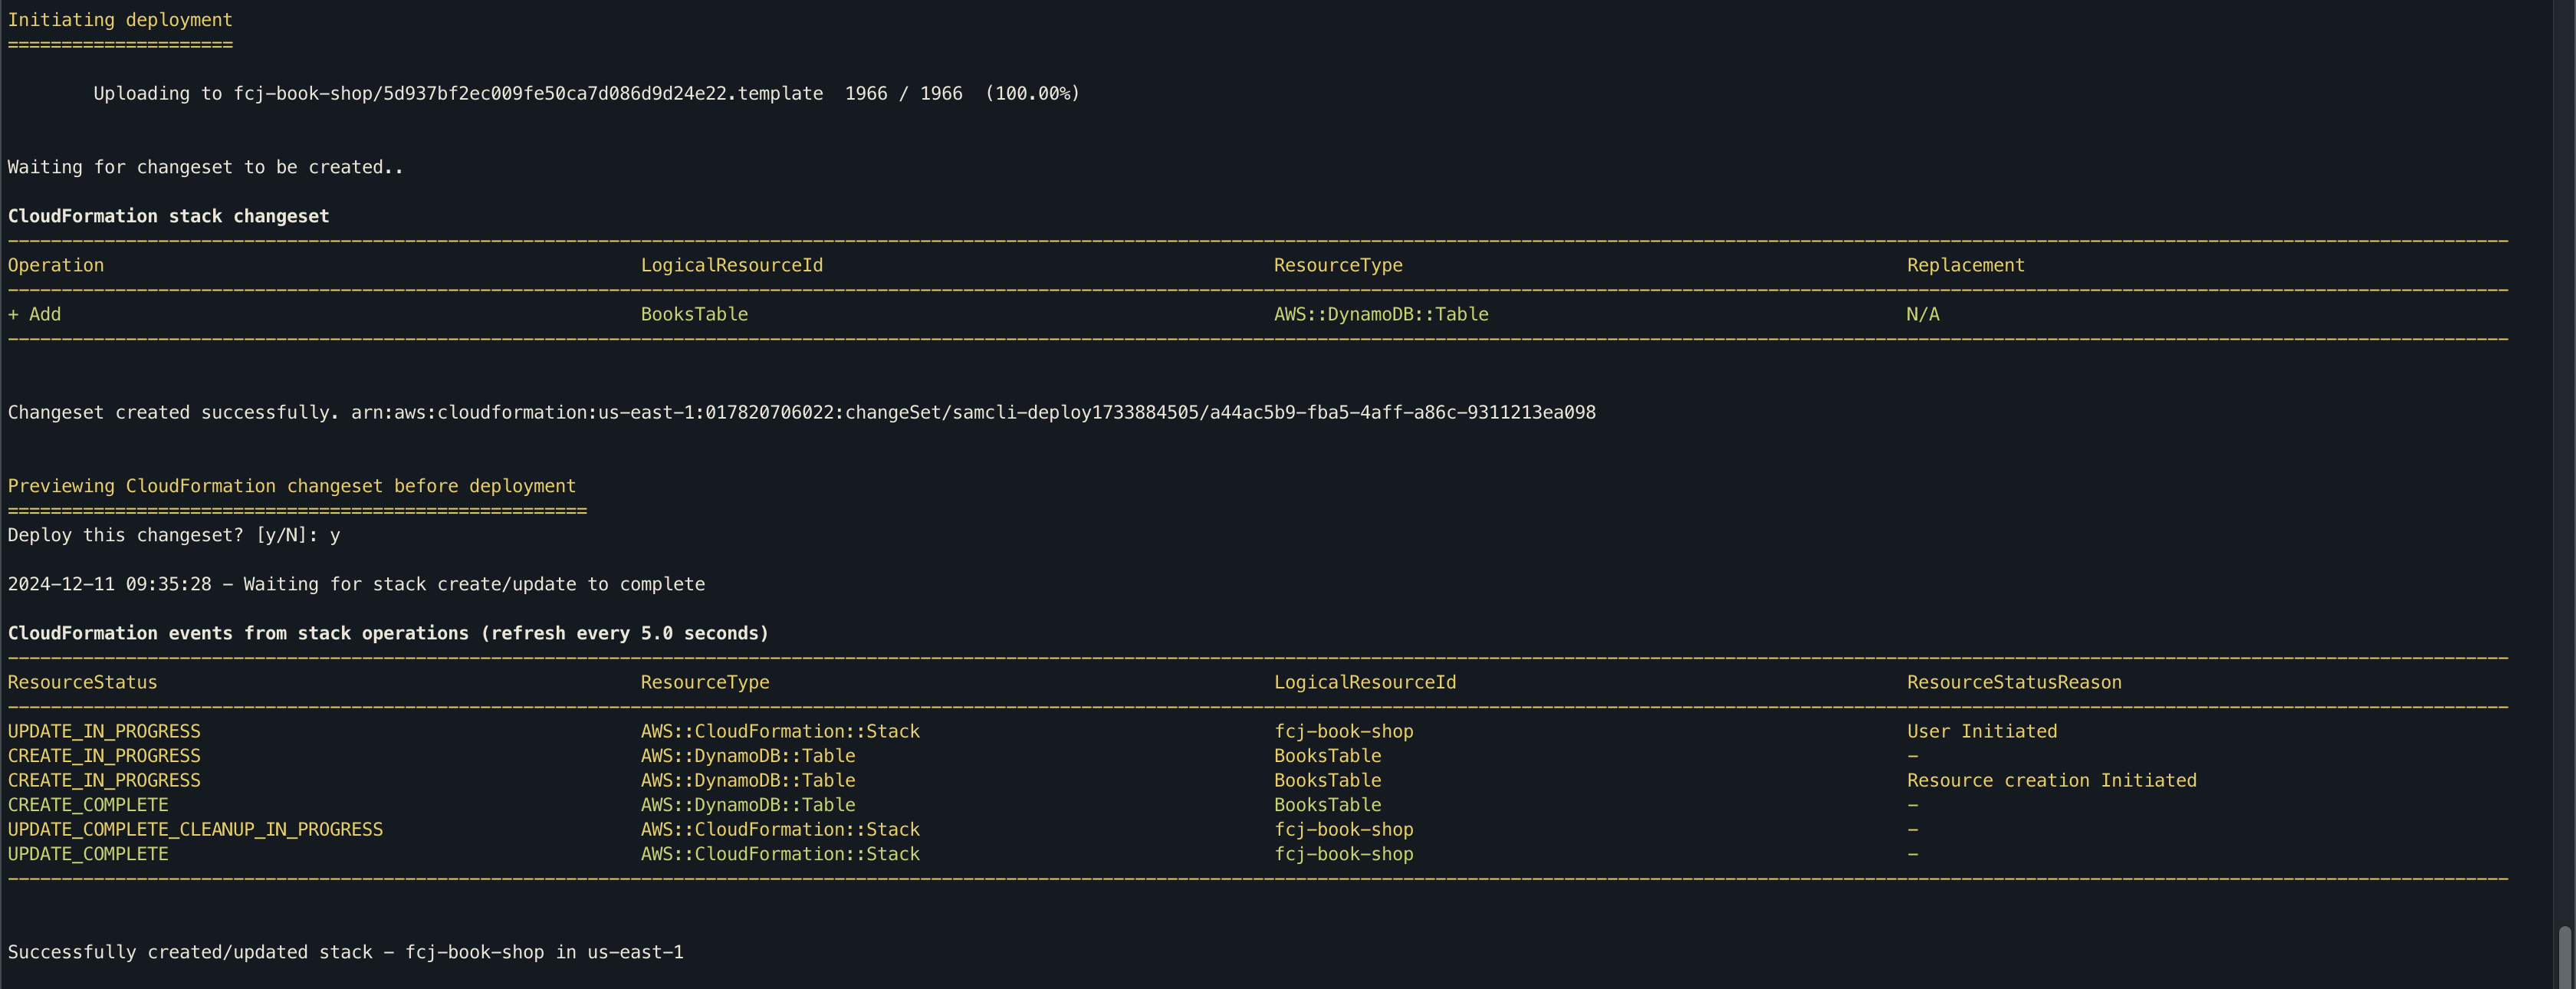 Initiating deployment
=====================
Uploading to fcj-book-shop/5d937bf2ec009fe50ca7d086d9d24e22.template  1966 / 1966  (100.00%)
Waiting for changeset to be created..
CloudFormation stack changeset
Operation LogicalResourceId ResourceType Replacement
+ Add BooksTable AWS::DynamoDB::Table N/A
Changeset created successfully. arn:aws:cloudformation:us-east-1:017820706022:changeSet/samcli-deploy1733884505/a44ac5b9-fba5-4aff-a86c-9311213ea098
Previewing CloudFormation changeset before deployment
======================================================
Deploy this changeset? [y/N]: y
2024-12-11 09:35:28 - Waiting for stack create/update to complete
CloudFormation events from stack operations (refresh every 5.0 seconds)
ResourceStatus ResourceType LogicalResourceId ResourceStatusReason
UPDATE_IN_PROGRESS AWS::CloudFormation::Stack fcj-book-shop User Initiated
CREATE_IN_PROGRESS AWS::DynamoDB::Table BooksTable -
CREATE_IN_PROGRESS AWS::DynamoDB::Table BooksTable Resource creation Initiated
CREATE_COMPLETE AWS::DynamoDB::Table BooksTable -
UPDATE_COMPLETE_CLEANUP_IN_PROGRESS AWS::CloudFormation::Stack fcj-book-shop -
UPDATE_COMPLETE AWS::CloudFormation::Stack fcj-book-shop -
Successfully created/updated stack - fcj-book-shop in us-east-1